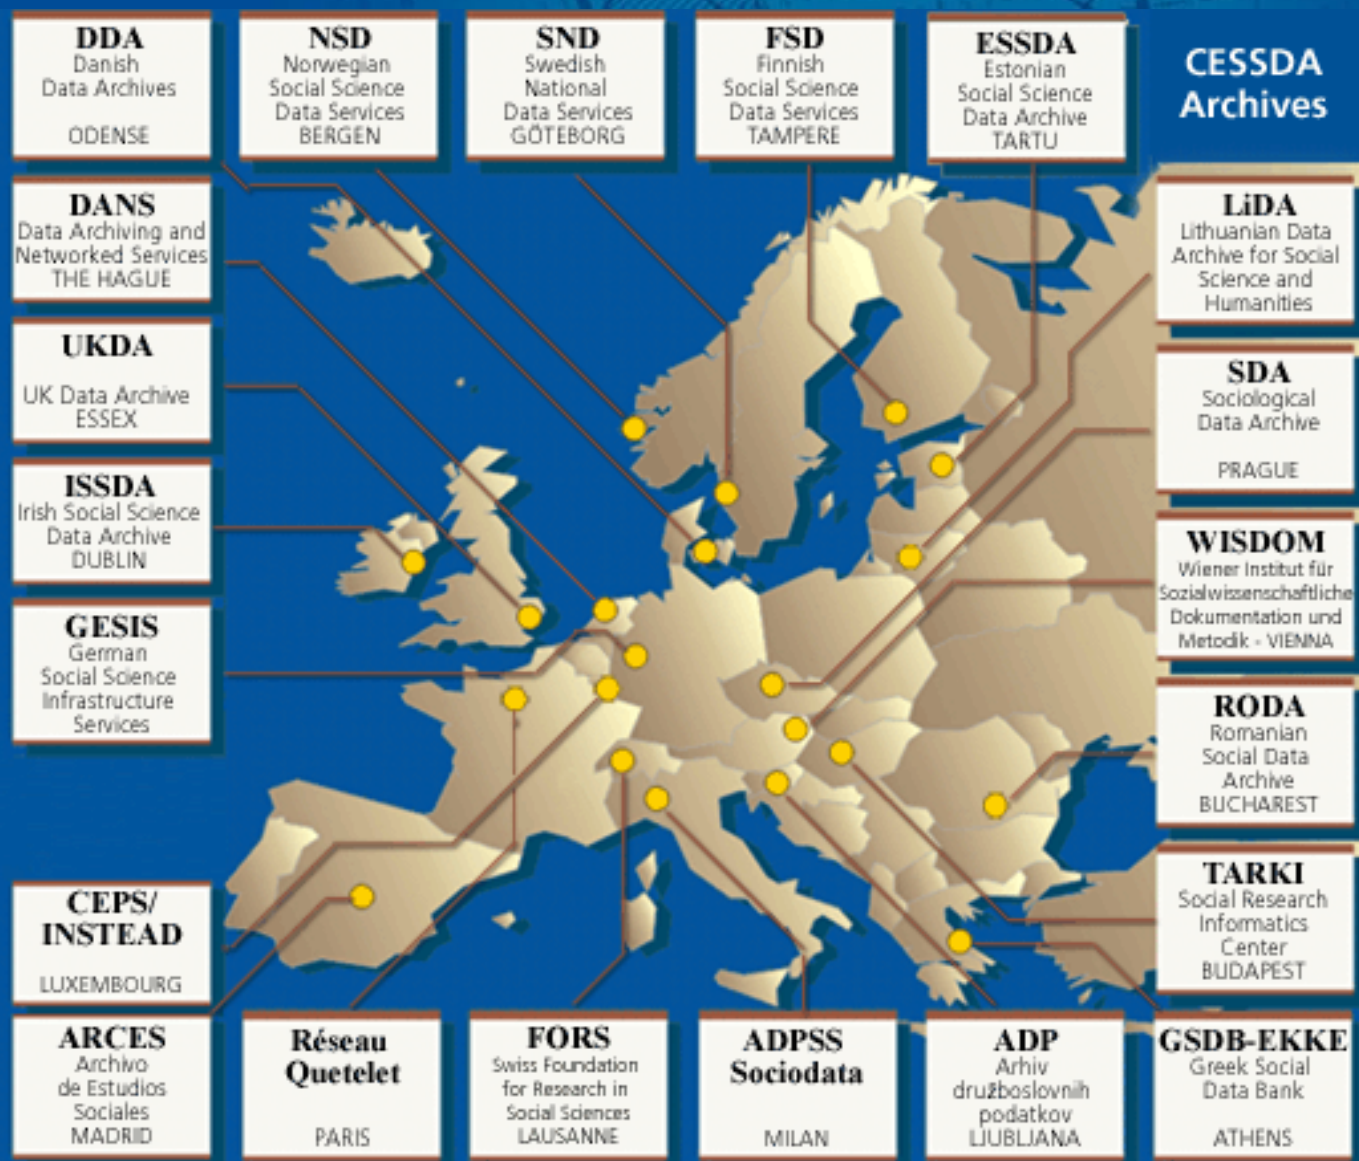 DDA
Danish
Data Archives
ODENSE
NSD
Norwegian
Social Science
Data Services
BERGEN
SND
Swedish
National
Data Services
GÖTEBORG
FSD
Finnish
Social Science
Data Services
TAMPERE
ESSDA
Estonian
Social Science
Data Archive
TARTU
CESSDA
Archives
DANS
Data Archiving and
Networked Services
THE HAGUE
UKDA
UK Data Archive
ESSEX
ISSDA
Irish Social Science
Data Archive
DUBLIN
GESIS
German
Social Science
Infrastructure
Services
LiDA
Lithuanian Data
Archive for Social
Science and
Humanities
SDA
Sociological
Data Archive
PRAGUE
WISDOM
Wiener Institut für
Sozialwissenschaftliche
Dokumentation und
Metodik - VIENNA
RODA
Romanian
Social Data
Archive
BUCHAREST
TARKI
Social Research
Informatics
Center
BUDAPEST
CEPS/
INSTEAD
LUXEMBOURG
ARCES
Archivo
de Estudios
Sociales
MADRID
Réseau
Quetelet
PARIS
FORS
Swiss Foundation
for Research in
Social Sciences
LAUSANNE
ADPSS
Sociodata
MILAN
ADP
Arhiv
družboslovnih
podatkov
LJUBLJANA
GSDB-EKKE
Greek Social
Data Bank
ATHENS